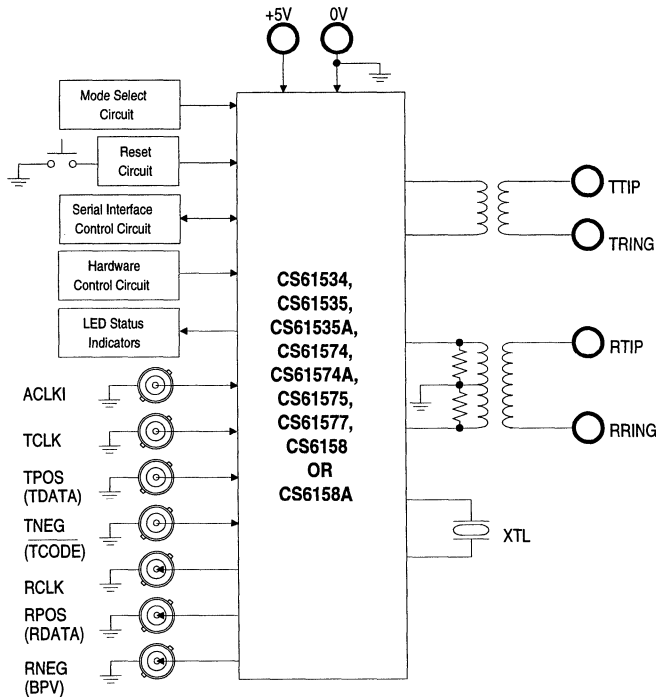 +5V
0V
Mode Select
Circuit
Reset
Circuit
Serial Interface
Control Circuit
Hardware
Control Circuit
LED Status
Indicators
ACLKI
TCLK
TPOS
(TDATA)
TNEG
(TCODE)
RCLK
RPOS
(RDATA)
RNEG
(BPV)
CS61534,
CS61535,
CS61535A,
CS61574,
CS61574A,
CS61575,
CS61577,
CS6158
OR
CS6158A
TTIP
TRING
RTIP
RRING
XTL